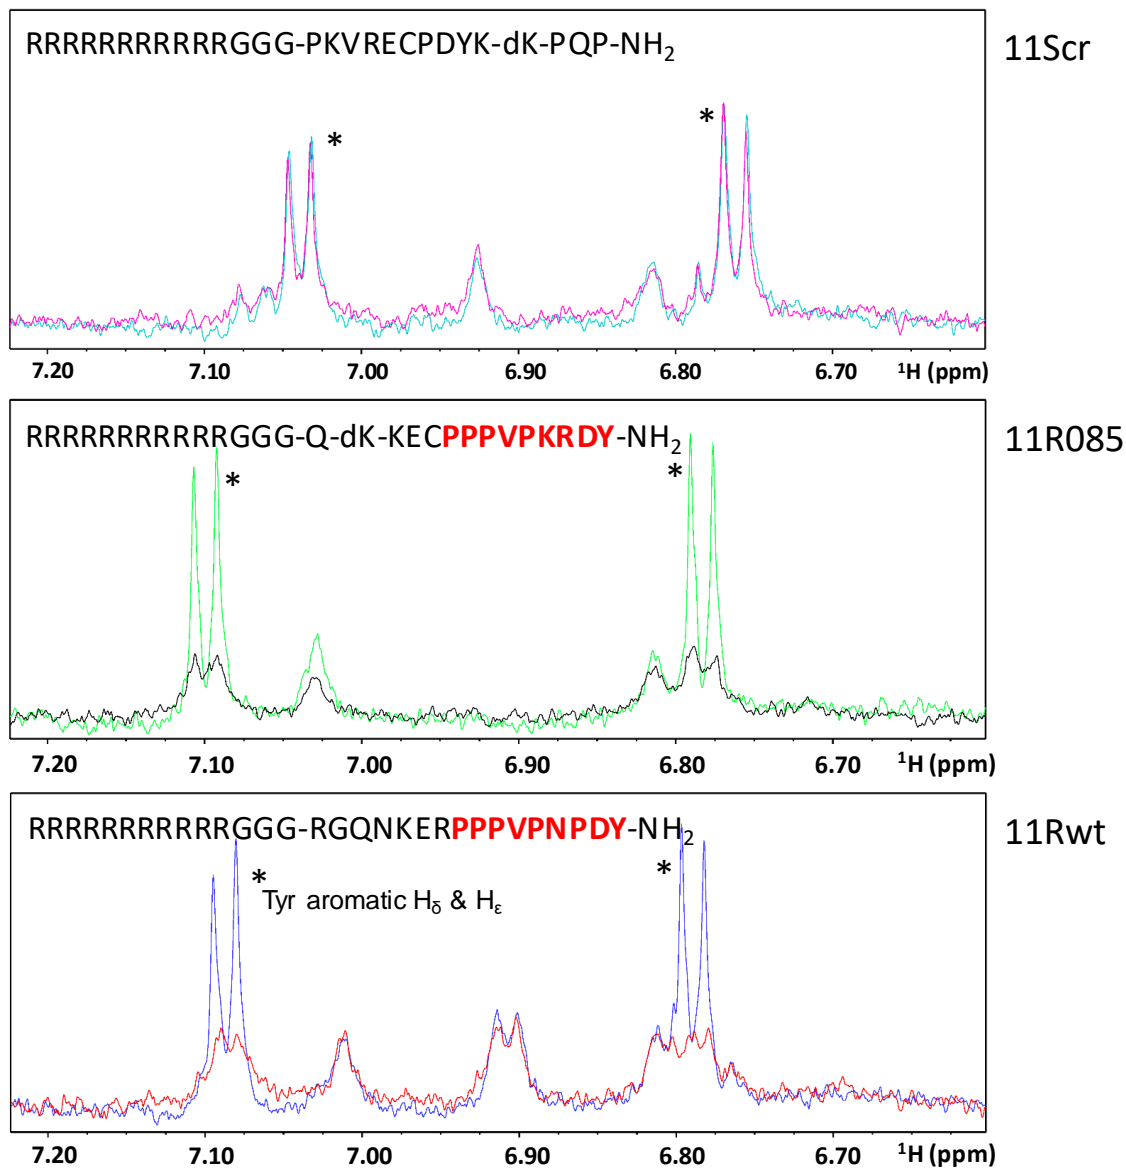 RRRRRRRRRRRGGG-PKVRECPDYK-dK-PQP-NH2
11Scr
*
*
7.20 7.10 7.00 6.90 6.80 6.70 1H (ppm)
RRRRRRRRRRRGGG-Q-dK-KECPPPVPKRDY-NH2
11R085
*
*
7.20 7.10 7.00 6.90 6.80 6.70 1H (ppm)
RRRRRRRRRRRGGG-RGQNKERPPPVPNPDY-NH2
11Rwt
*
*
Tyr aromatic Hδ & Hε
7.20 7.10 7.00 6.90 6.80 6.70 1H (ppm)